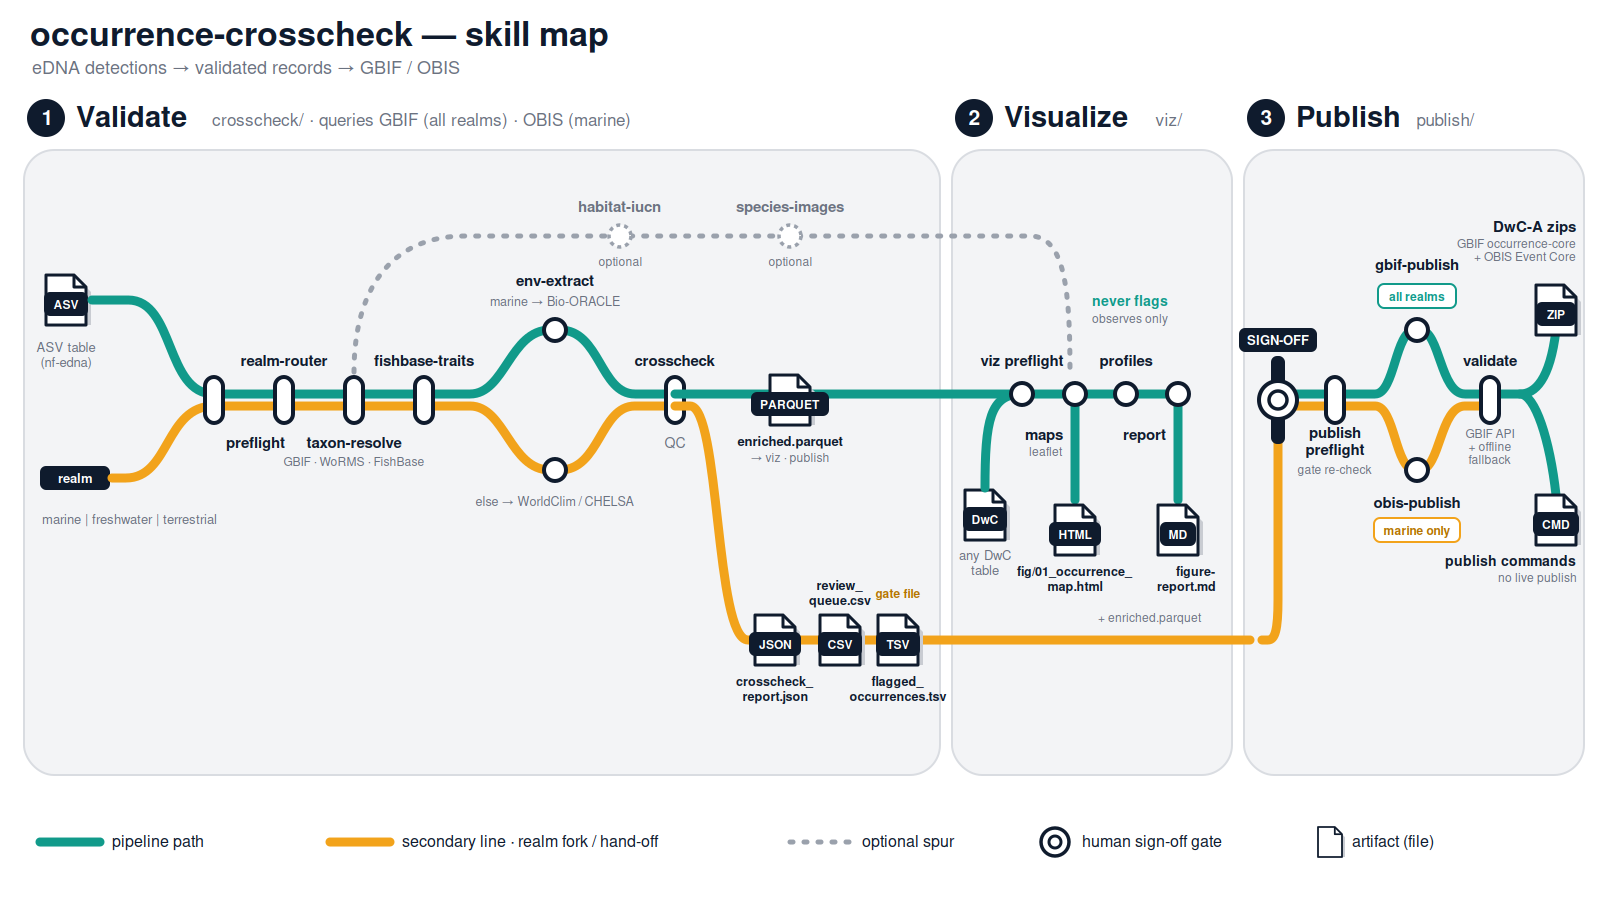 occurrence-crosscheck — skill map
eDNA detections → validated records → GBIF / OBIS
1 Validate crosscheck/ · queries GBIF (all realms) · OBIS (marine)
2 Visualize viz/
3 Publish publish/
habitat-iucn
optional
species-images
optional
env-extract
marine → Bio-ORACLE
ASV
ASV table
(nf-edna)
realm-router
fishbase-traits
crosscheck
preflight
taxon-resolve
GBIF · WoRMS · FishBase
QC
realm
marine | freshwater | terrestrial
else → WorldClim / CHELSA
PARQUET
enriched.parquet
→ viz · publish
review_
queue.csv
gate file
JSON
CSV
TSV
crosscheck_
report.json
flagged_
occurrences.tsv
never flags
observes only
viz preflight
profiles
maps
leaflet
report
DwC
any DwC
table
HTML
fig/01_occurrence_
map.html
MD
figure-
report.md
+ enriched.parquet
SIGN-OFF
DwC-A zips
GBIF occurrence-core
+ OBIS Event Core
gbif-publish
all realms
ZIP
validate
publish
preflight
gate re-check
GBIF API
+ offline
fallback
obis-publish
marine only
CMD
publish commands
no live publish
pipeline path
secondary line · realm fork / hand-off
optional spur
human sign-off gate
artifact (file)